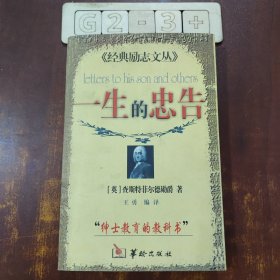 G2-3+
《经典励志文丛》
letters to his son and others
一生的忠告
[英] 查斯特菲尔德勋爵 著
王勇 编译
“绅士教育的教科书”
华龄出版社